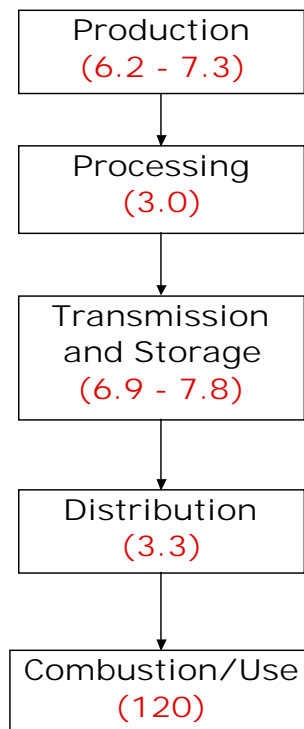 Production
(6.2 - 7.3)
Processing
(3.0)
Transmission
and Storage
(6.9 - 7.8)
Distribution
(3.3)
Combustion/Use
(120)